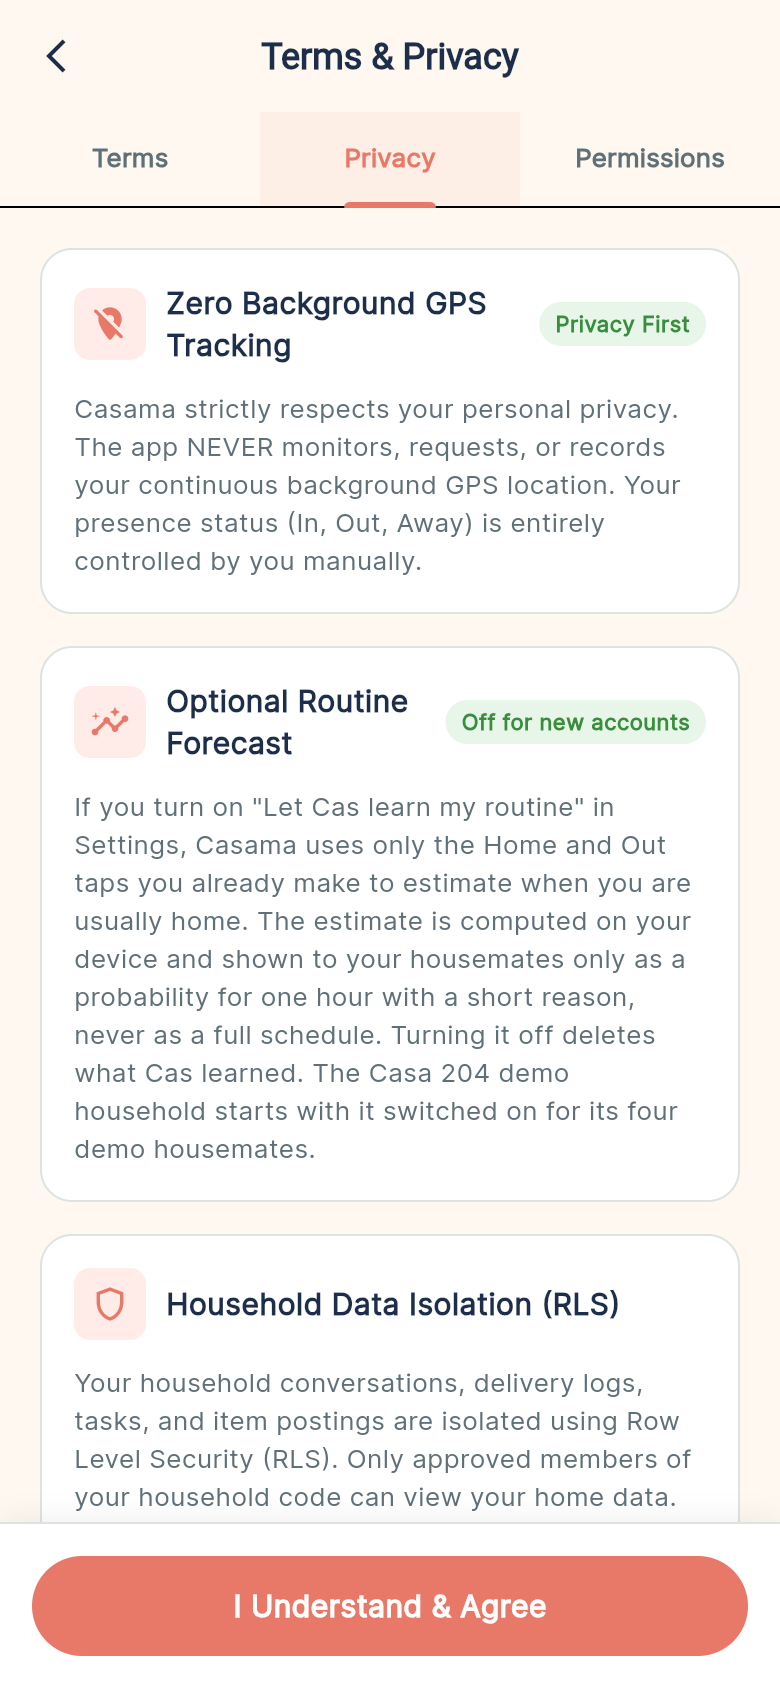 Terms & Privacy
Terms
Privacy
Permissions
Zero Background GPS
Tracking
Privacy First
Casama strictly respects your personal privacy.
The app NEVER monitors, requests, or records
your continuous background GPS location. Your
presence status (In, Out, Away) is entirely
controlled by you manually.
Optional Routine
Forecast
Off for new accounts
If you turn on "Let Cas learn my routine" in
Settings, Casama uses only the Home and Out
taps you already make to estimate when you are
usually home. The estimate is computed on your
device and shown to your housemates only as a
probability for one hour with a short reason,
never as a full schedule. Turning it off deletes
what Cas learned. The Casa 204 demo
household starts with it switched on for its four
demo housemates.
Household Data Isolation (RLS)
Your household conversations, delivery logs,
tasks, and item postings are isolated using Row
Level Security (RLS). Only approved members of
your household code can view your home data.
I Understand & Agree